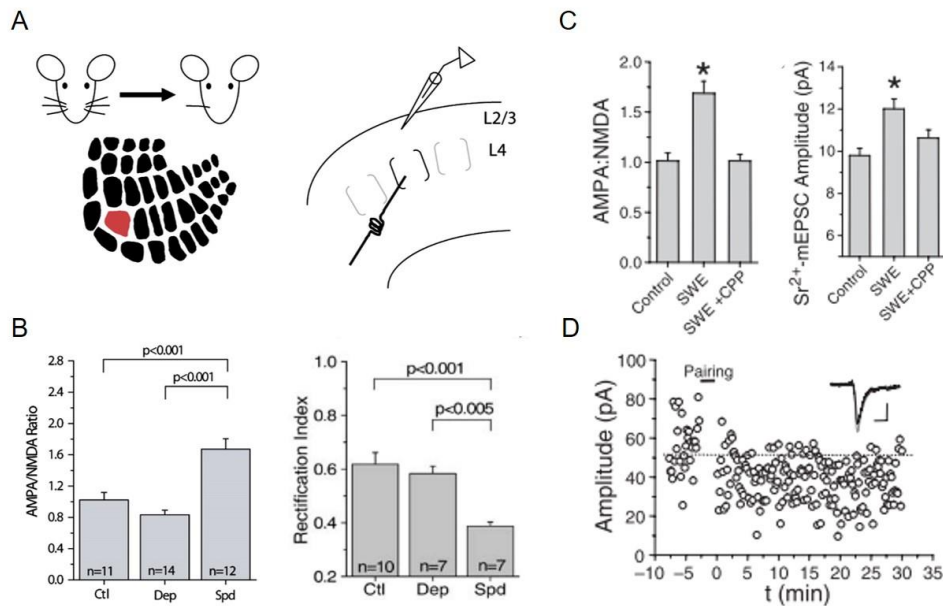 A
L2/3
L4
B
AMPA/NMDA Ratio
2.8
2.4
2.0
1.6
1.2
0.8
0.4
0.0
p<0.001
p<0.001
n=11
n=14
n=12
Ctl
Dep
Spd
Rectification Index
1.0
0.8
0.6
0.4
0.2
p<0.001
p<0.005
n=10
n=7
n=7
Ctl
Dep
Spd
C
AMPA:NMDA
2.0
1.5
1.0
0.5
0.0
*
Control
SWE
SWE +CPP
Sr2+-mEPSC Amplitude (pA)
14
12
10
8
6
*
Control
SWE
SWE+CPP
D
Amplitude (pA)
100
80
60
40
20
0
Pairing
-10 -5 0 5 10 15 20 25 30 35
t (min)